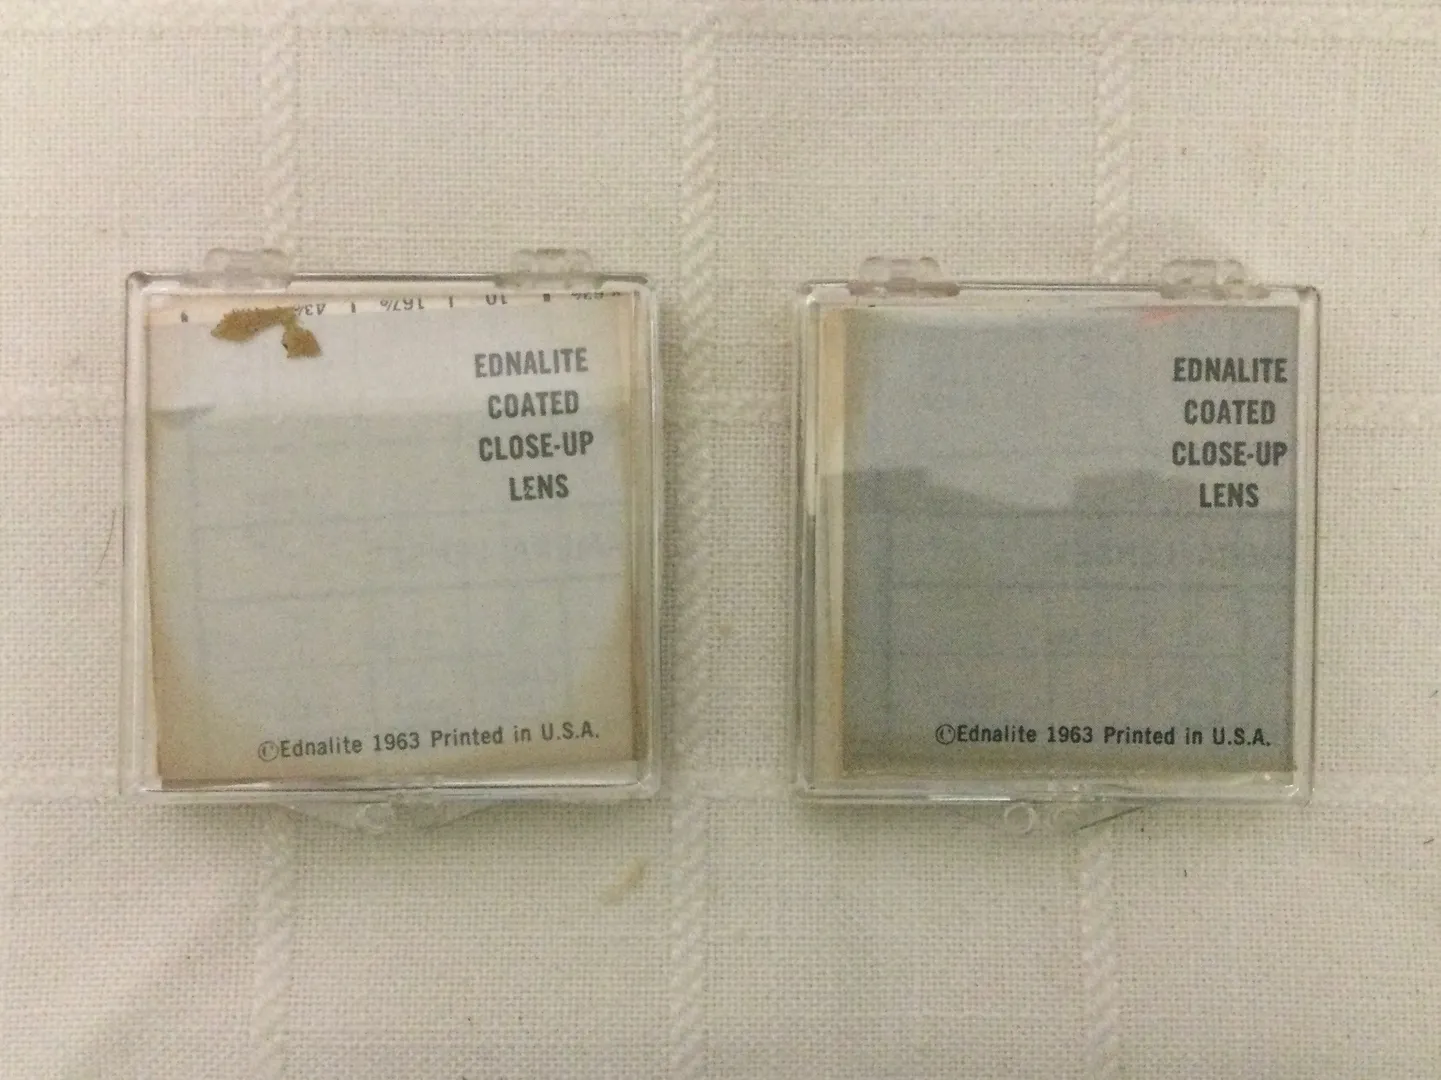 EDNALITE
COATED
CLOSE-UP
LENS
©Ednalite 1963 Printed in U.S.A.
EDNALITE
COATED
CLOSE-UP
LENS
©Ednalite 1963 Printed in U.S.A.